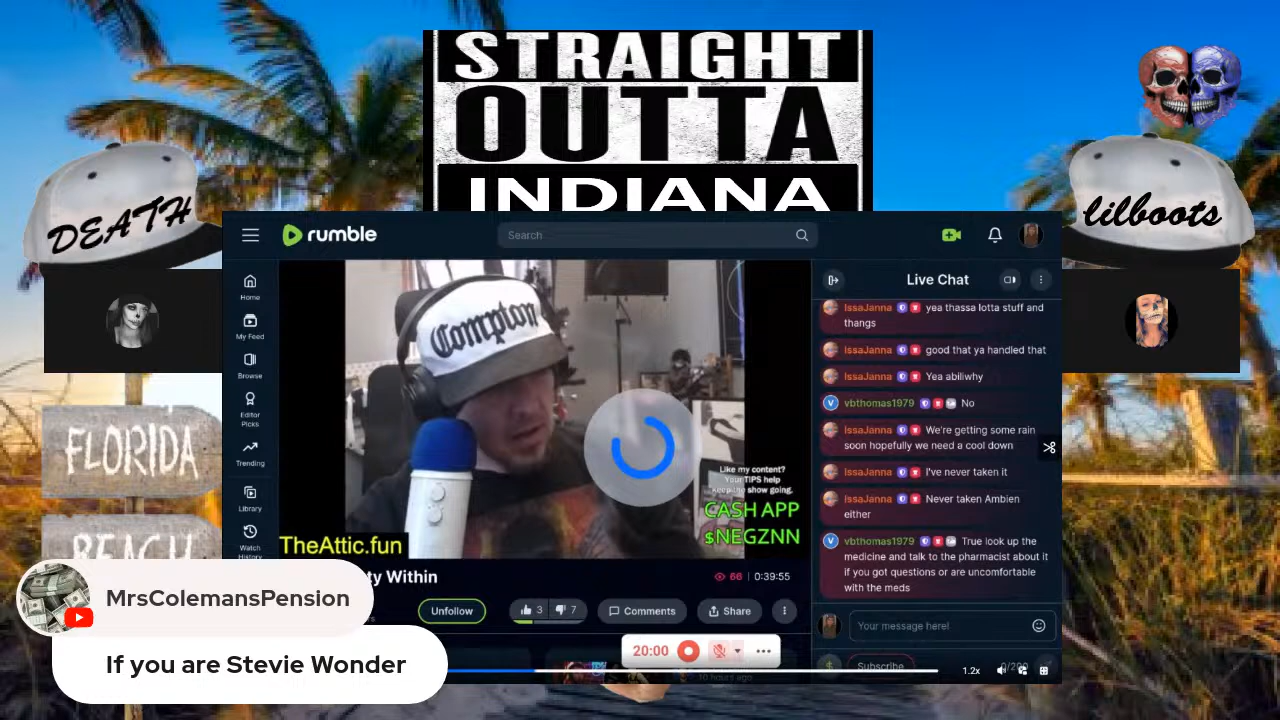 STRAIGHT
OUTTA
INDIANA
DEATH
lilboots
rumble
Search
Home
My Feed
Browse
Editor
Picks
Trending
Library
Watch
History
Compton
Like my content?
Your TIPS help
keep the show going.
CASH APP
$NEGZNN
TheAttic.fun
ty Within
66 0:39:55
Unfollow
3 7
Comments
Share
Live Chat
IssaJanna yea thassa lotta stuff and
thangs
IssaJanna good that ya handled that
IssaJanna Yea abiliwhy
vbthomas1979 No
IssaJanna We're getting some rain
soon hopefully we need a cool down
IssaJanna I've never taken it
IssaJanna Never taken Ambien
either
vbthomas1979 True look up the
medicine and talk to the pharmacist about it
if you got questions or are uncomfortable
with the meds
Your message here!
$ Subscribe 0/200
20:00
10 hours ago
1.2x
FLORIDA
BEACH
MrsColemansPension
If you are Stevie Wonder